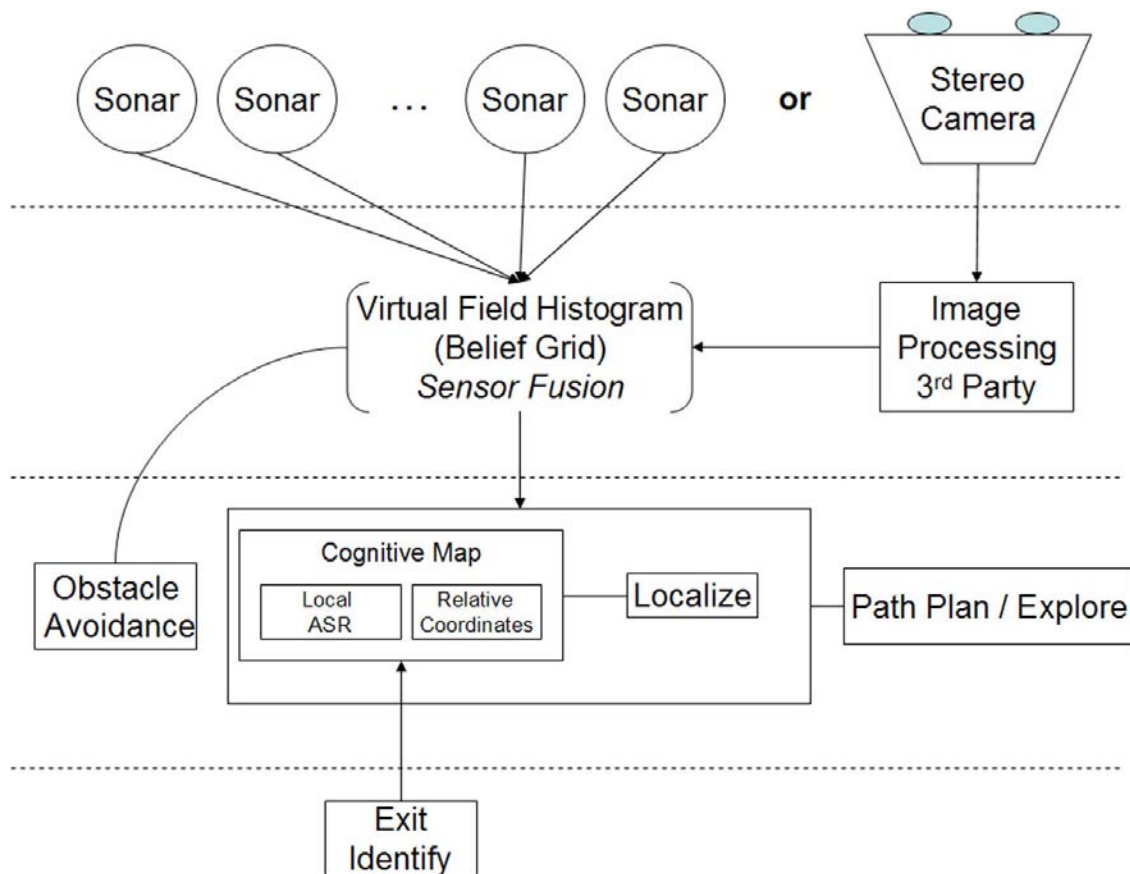 Sonar
Sonar
...
Sonar
Sonar
or
Stereo
Camera
Virtual Field Histogram
(Belief Grid)
Sensor Fusion
Image
Processing
3rd Party
Cognitive Map
Local
ASR
Relative
Coordinates
Localize
Obstacle
Avoidance
Path Plan / Explore
Exit
Identify